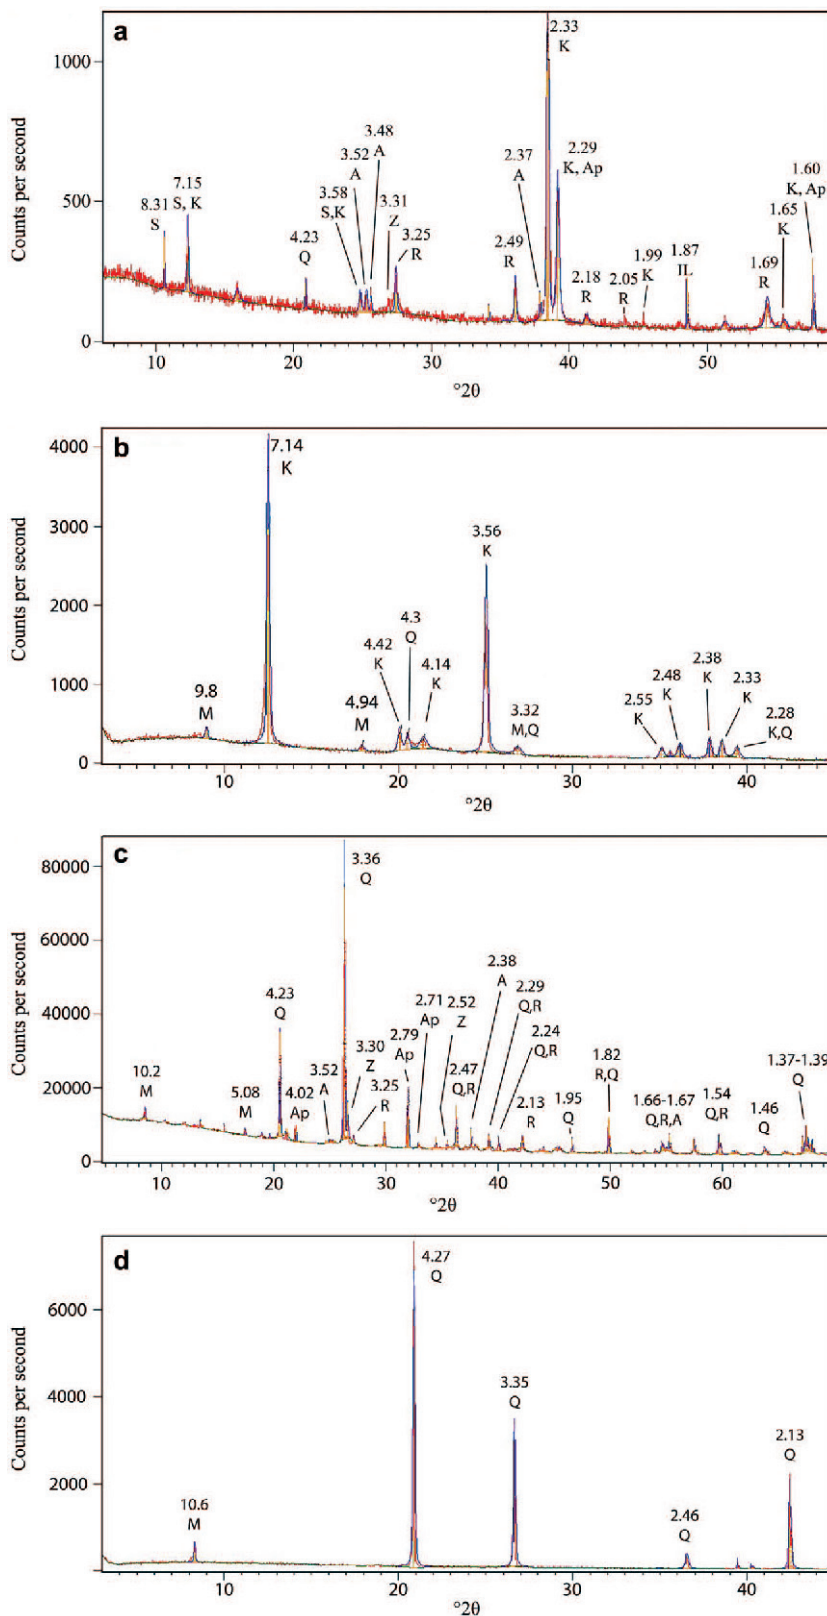 a
Counts per second
1000
500
0
8.31
S
7.15
S, K
4.23
Q
3.58
S,K
3.52
A
3.48
A
3.31
Z
3.25
R
2.49
R
2.37
A
2.33
K
2.29
K, Ap
2.18
R
2.05
R
1.99
K
1.87
IL
1.69
R
1.65
K
1.60
K, Ap
10
20
30
40
50
°2θ
b
Counts per second
4000
3000
2000
1000
0
9.8
M
7.14
K
4.94
M
4.42
K
4.3
Q
4.14
K
3.56
K
3.32
M,Q
2.55
K
2.48
K
2.38
K
2.33
K
2.28
K,Q
10
20
30
40
°2θ
c
Counts per second
80000
60000
40000
20000
0
10.2
M
5.08
M
4.23
Q
4.02
Ap
3.52
A
3.36
Q
3.30
Z
3.25
R
2.79
Ap
2.71
Ap
2.52
Z
2.47
Q,R
2.38
A
2.29
Q,R
2.24
Q,R
2.13
R
1.95
Q
1.82
R,Q
1.66-1.67
Q,R,A
1.54
Q,R
1.46
Q
1.37-1.39
Q
10
20
30
40
50
60
°2θ
d
Counts per second
6000
4000
2000
10.6
M
4.27
Q
3.35
Q
2.46
Q
2.13
Q
10
20
30
40
°2θ